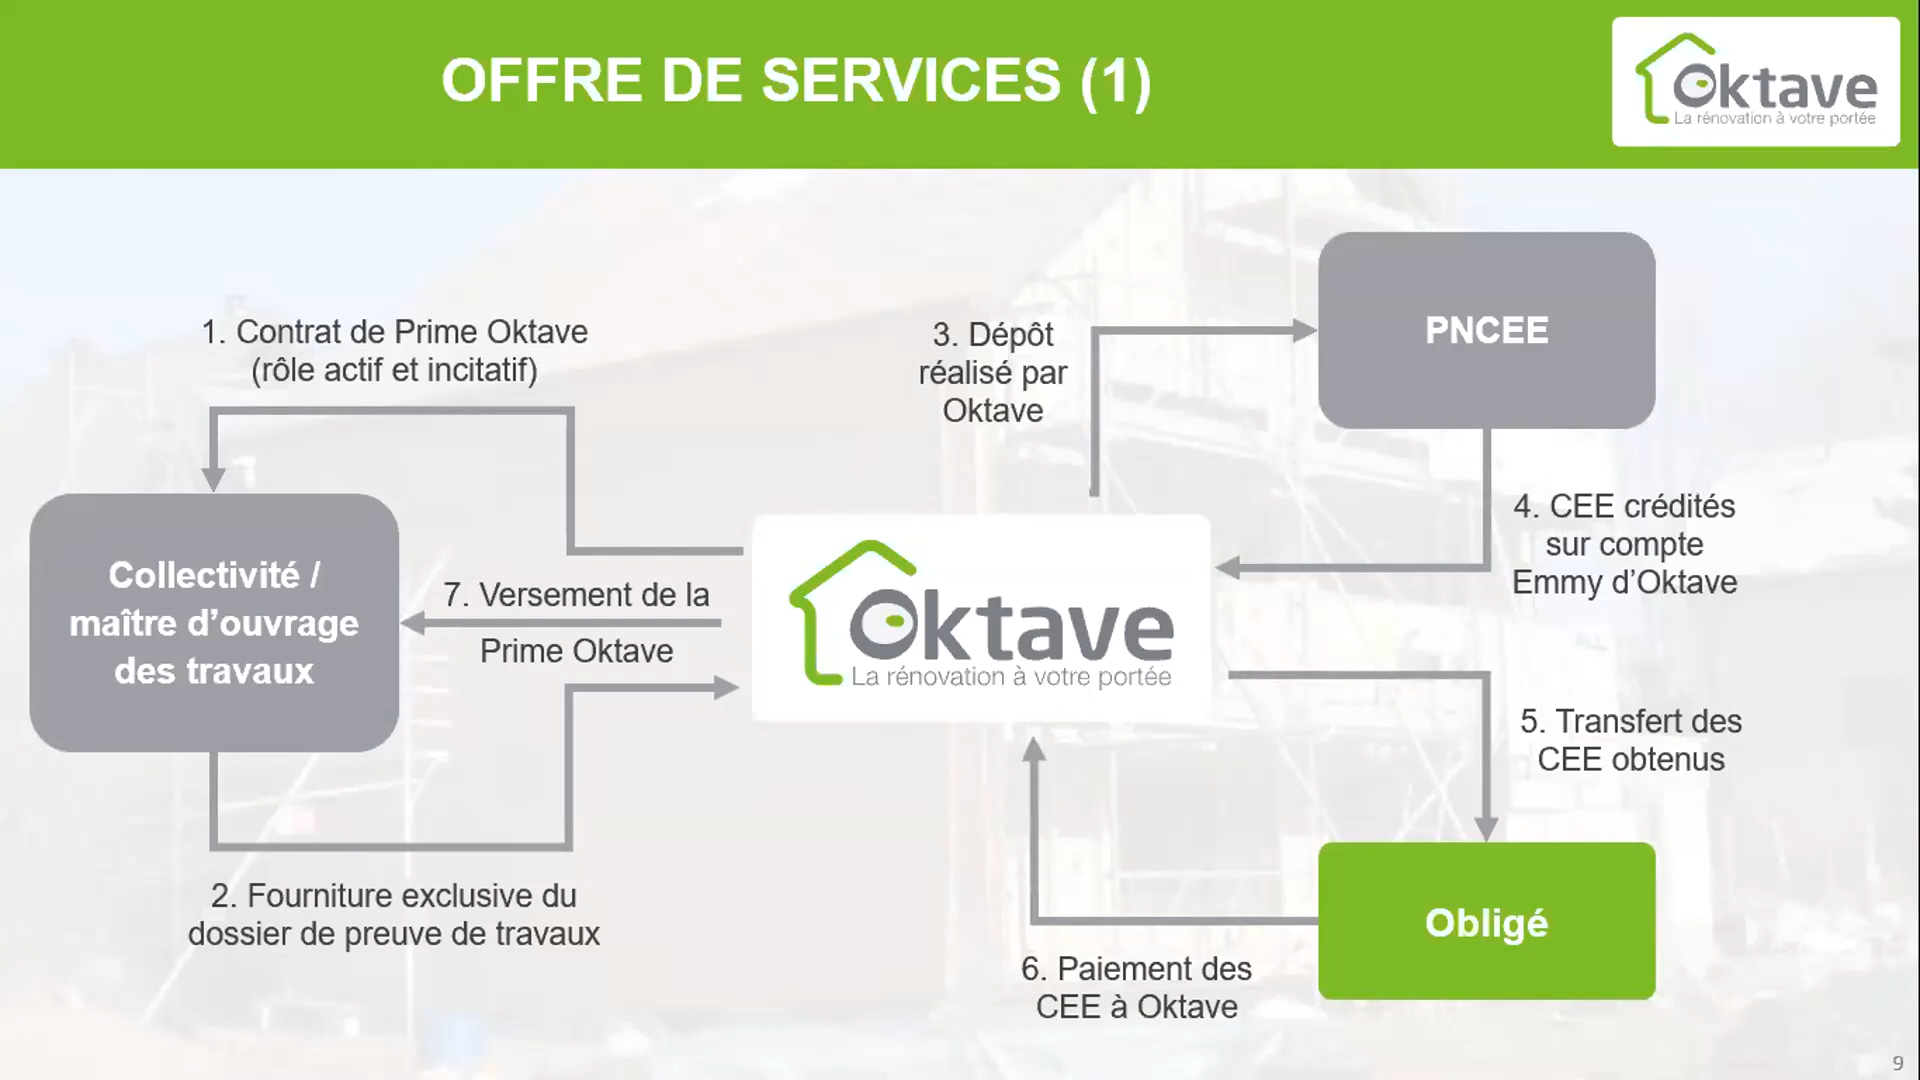 OFFRE DE SERVICES (1)
Oktave
La rénovation à votre portée
1. Contrat de Prime Oktave
(rôle actif et incitatif)
3. Dépôt
réalisé par
Oktave
PNCEE
4. CEE crédités
sur compte
Emmy d’Oktave
Collectivité /
maître d’ouvrage
des travaux
7. Versement de la
Prime Oktave
Oktave
La rénovation à votre portée
5. Transfert des
CEE obtenus
2. Fourniture exclusive du
dossier de preuve de travaux
Obligé
6. Paiement des
CEE à Oktave
9